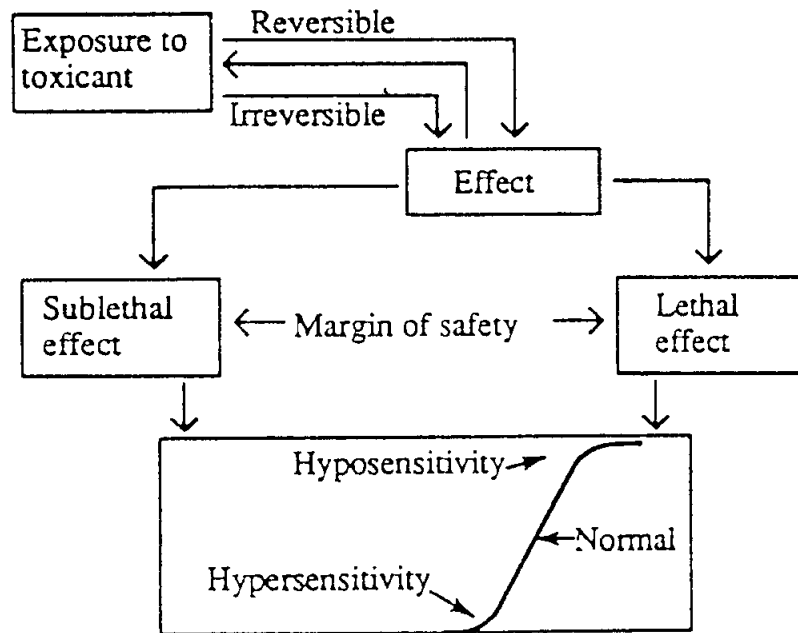 Reversible
Exposure to
toxicant
Irreversible
Effect
Sublethal
effect
Margin of safety
Lethal
effect
Hyposensitivity
Normal
Hypersensitivity